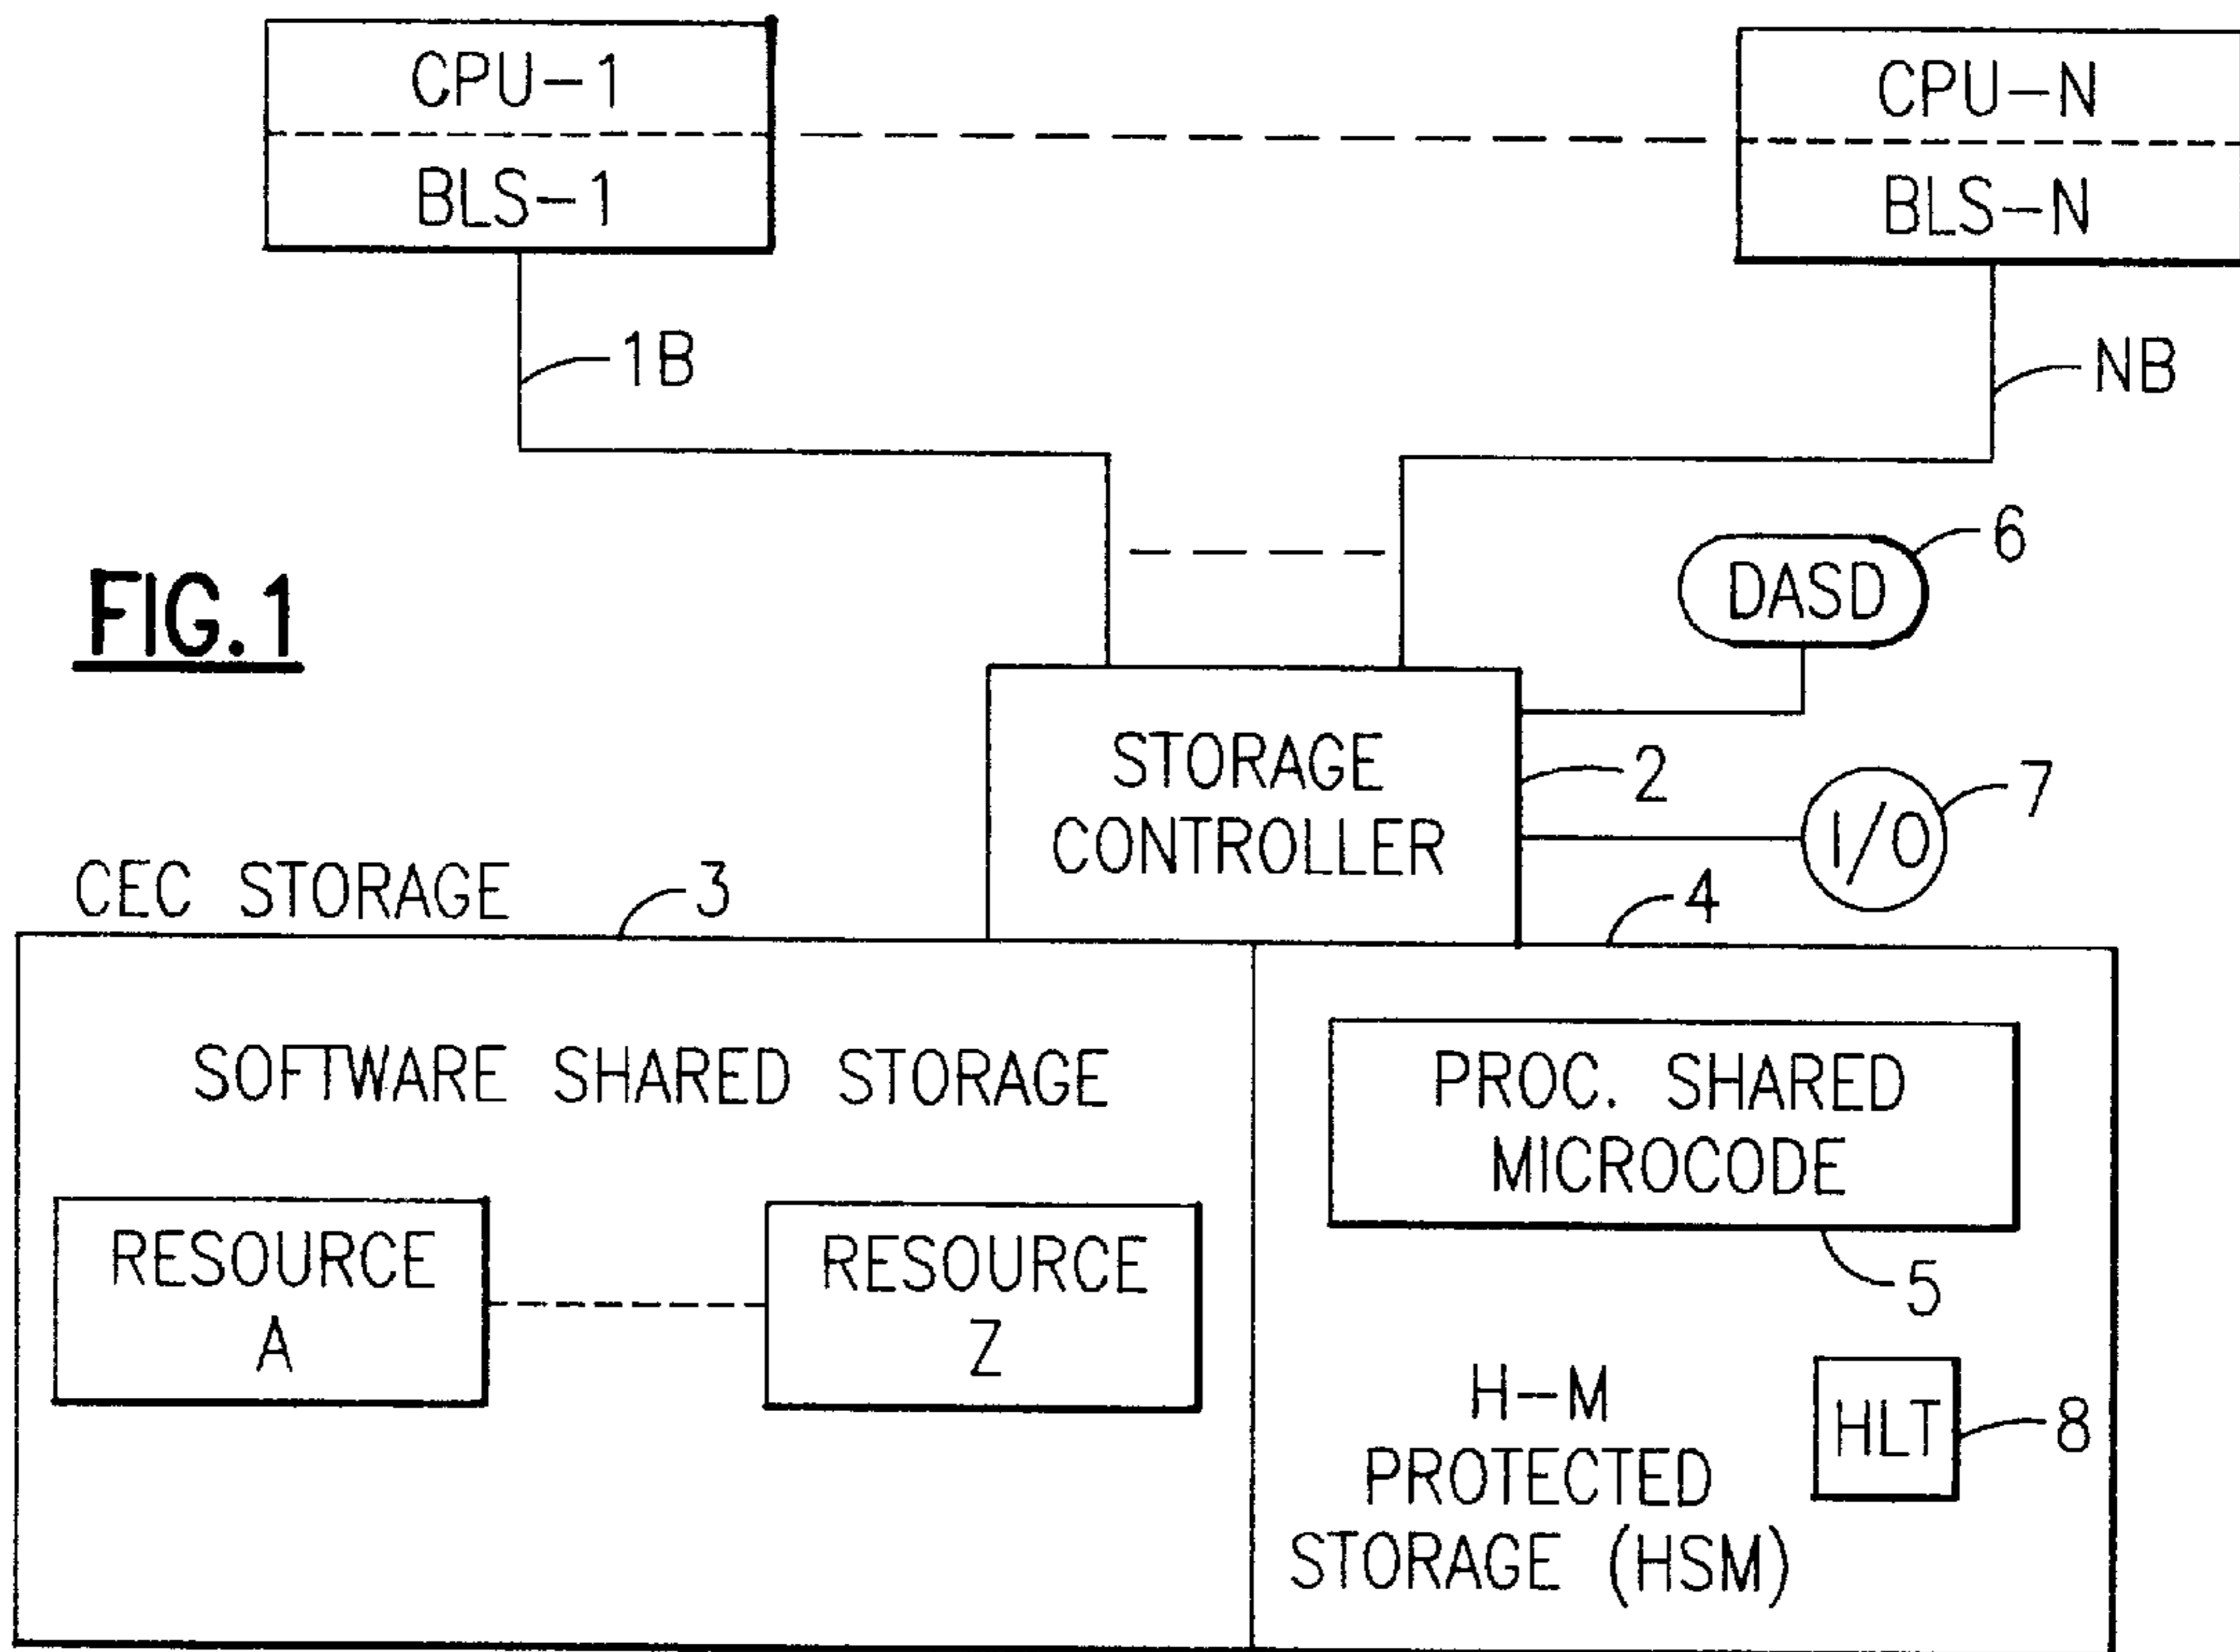 CPU-1
BLS-1
CPU-N
BLS-N
1B
NB
FIG.1
DASD
6
STORAGE
CONTROLLER
2
I/O
7
CEC STORAGE
3
4
SOFTWARE SHARED STORAGE
RESOURCE
A
RESOURCE
Z
PROC. SHARED
MICROCODE
5
H-M
PROTECTED
STORAGE (HSM)
HLT
8